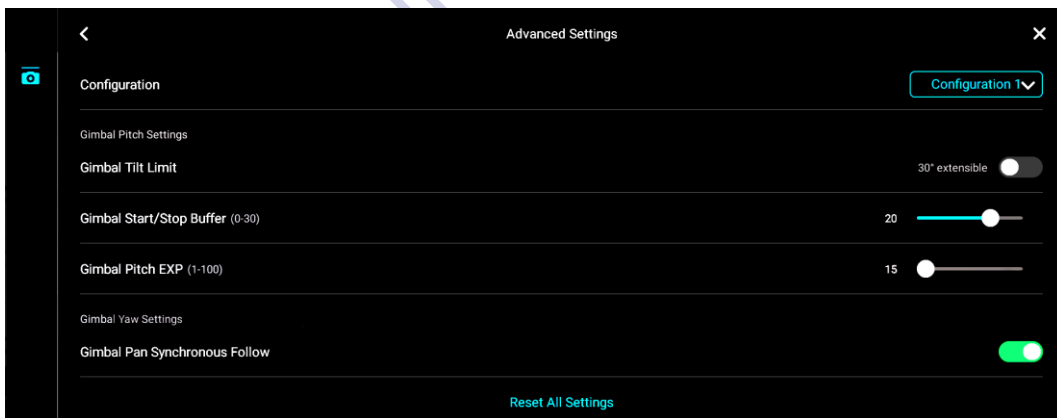 Advanced Settings
Configuration Configuration 1
Gimbal Pitch Settings
Gimbal Tilt Limit 30° extensible
Gimbal Start/Stop Buffer (0-30) 20
Gimbal Pitch EXP (1-100) 15
Gimbal Yaw Settings
Gimbal Pan Synchronous Follow
Reset All Settings